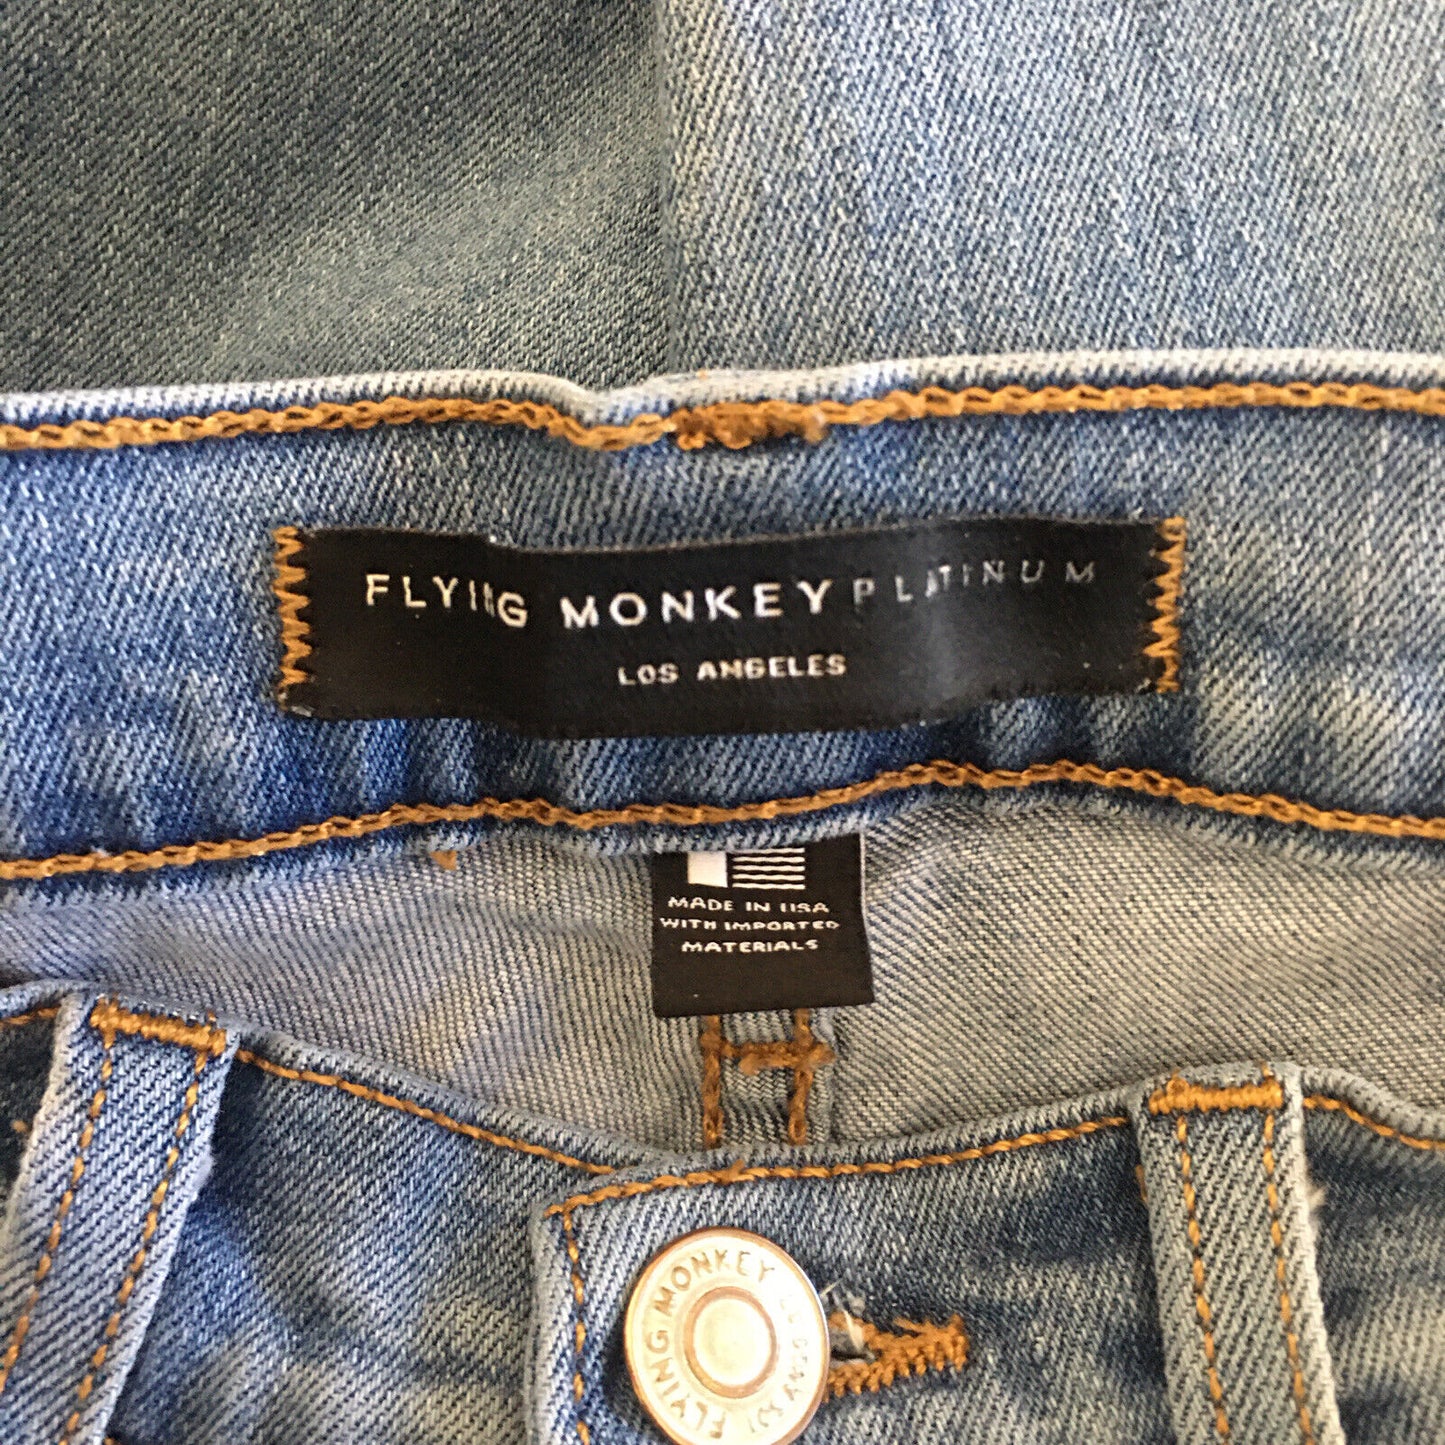 FLYING MONKEY PLATINUM
LOS ANGELES
MADE IN USA
WITH IMPORTED
MATERIALS
FLYING MONKEY